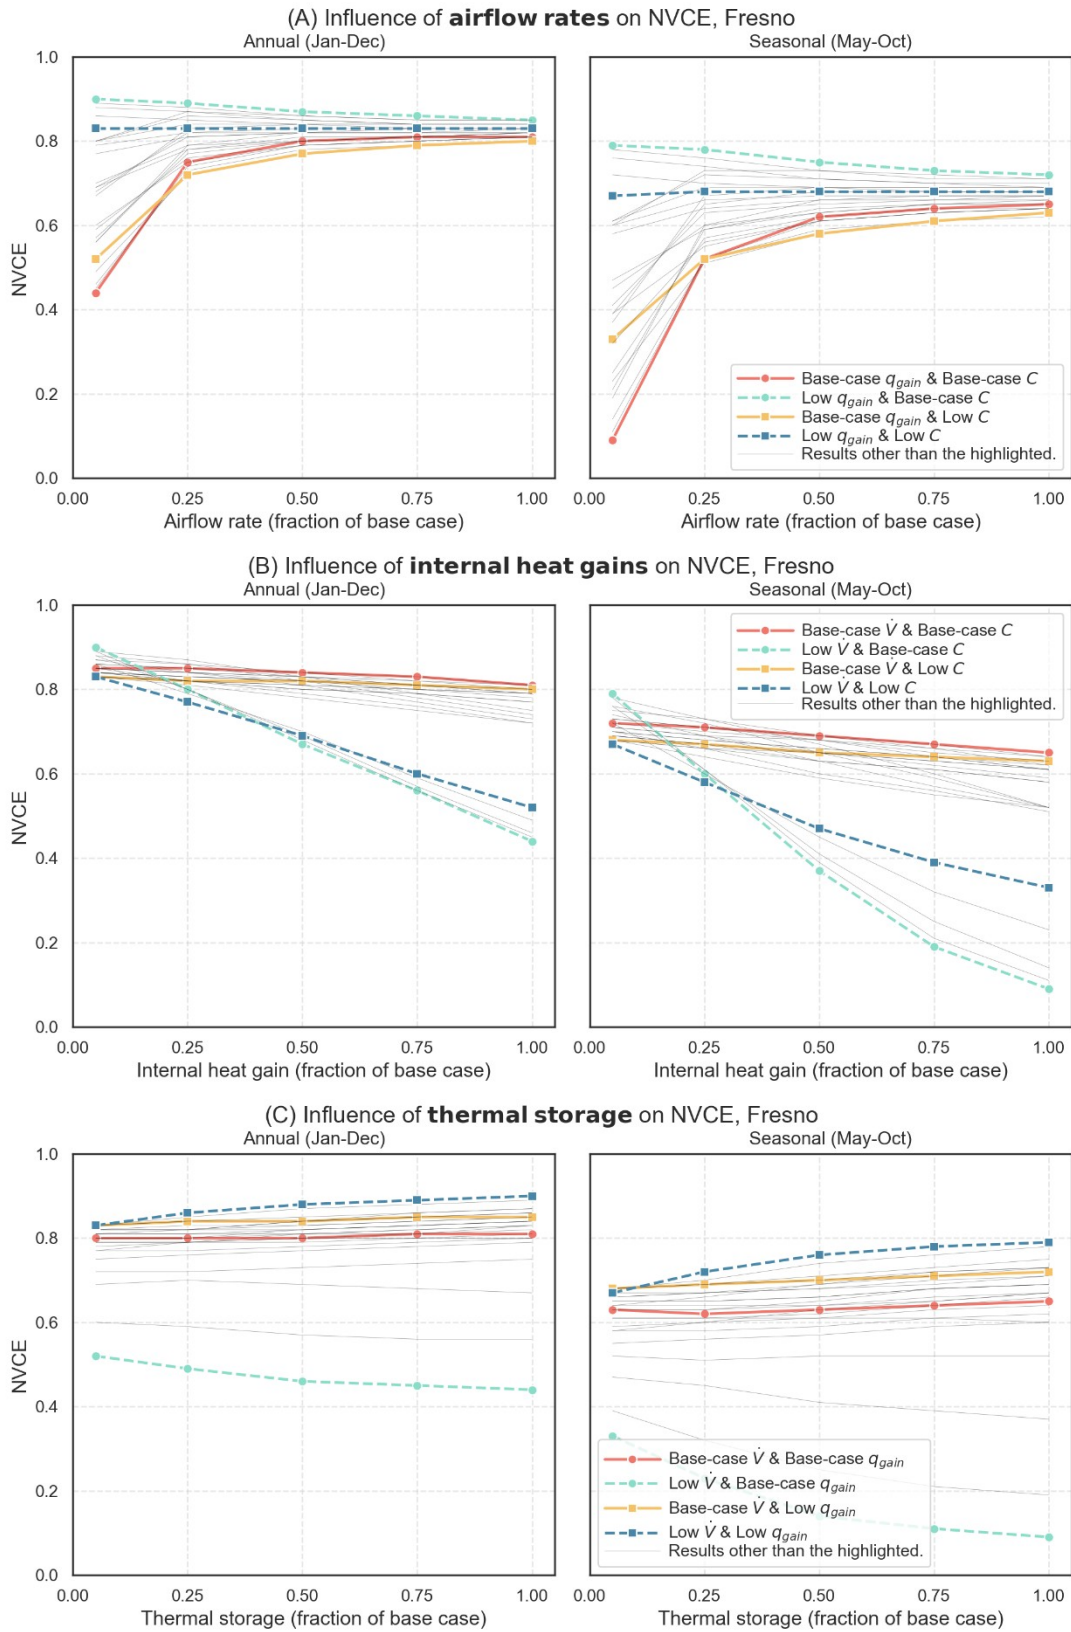 (A) Influence of airflow rates on NVCE, Fresno
Annual (Jan-Dec)
Seasonal (May-Oct)
1.0
0.8
0.6
0.4
0.2
0.0
NVCE
0.00 0.25 0.50 0.75 1.00
Airflow rate (fraction of base case)
Base-case q_gain & Base-case C
Low q_gain & Base-case C
Base-case q_gain & Low C
Low q_gain & Low C
Results other than the highlighted.
0.00 0.25 0.50 0.75 1.00
Airflow rate (fraction of base case)
(B) Influence of internal heat gains on NVCE, Fresno
Annual (Jan-Dec)
Seasonal (May-Oct)
1.0
0.8
0.6
0.4
0.2
0.0
NVCE
0.00 0.25 0.50 0.75 1.00
Internal heat gain (fraction of base case)
Base-case V̇ & Base-case C
Low V̇ & Base-case C
Base-case V̇ & Low C
Low V̇ & Low C
Results other than the highlighted.
0.00 0.25 0.50 0.75 1.00
Internal heat gain (fraction of base case)
(C) Influence of thermal storage on NVCE, Fresno
Annual (Jan-Dec)
Seasonal (May-Oct)
1.0
0.8
0.6
0.4
0.2
0.0
NVCE
0.00 0.25 0.50 0.75 1.00
Thermal storage (fraction of base case)
Base-case V̇ & Base-case q_gain
Low V̇ & Base-case q_gain
Base-case V̇ & Low q_gain
Low V̇ & Low q_gain
Results other than the highlighted.
0.00 0.25 0.50 0.75 1.00
Thermal storage (fraction of base case)